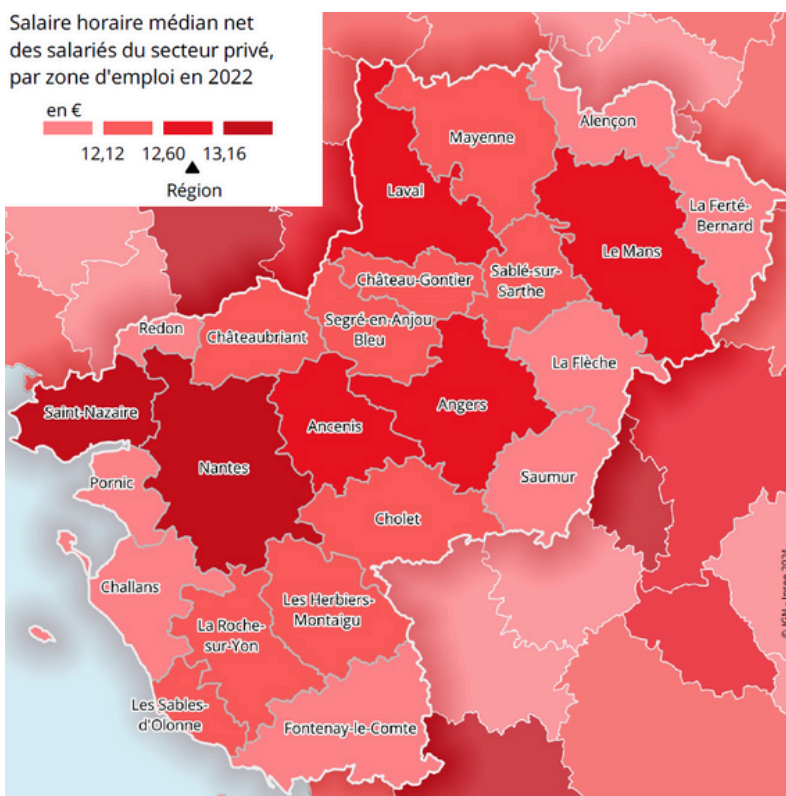 Salaire horaire médian net
des salariés du secteur privé,
par zone d'emploi en 2022
en €
12,12 12,60 13,16
Région
Alençon
Mayenne
Laval
La Ferté-
Bernard
Le Mans
Château-Gontier
Sablé-sur-
Sarthe
Redon
Châteaubriant
Segré-en-Anjou
Bleu
La Flèche
Saint-Nazaire
Ancenis
Angers
Nantes
Saumur
Pornic
Cholet
Challans
Les Herbiers-
Montaigu
La Roche-
sur-Yon
Les Sables-
d'Olonne
Fontenay-le-Comte
© IGN - Insee 2024